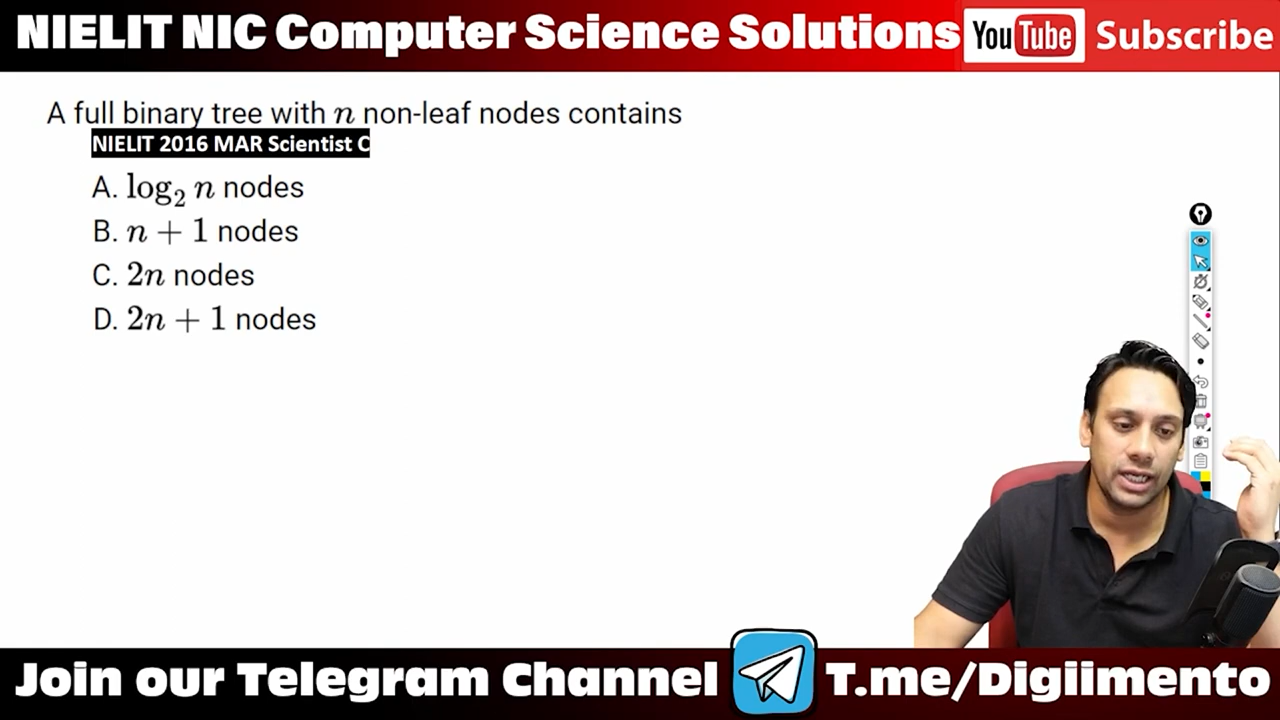 NIELIT NIC Computer Science Solutions YouTube Subscribe
A full binary tree with n non-leaf nodes contains
NIELIT 2016 MAR Scientist C
A. log₂ n nodes
B. n + 1 nodes
C. 2n nodes
D. 2n + 1 nodes
Join our Telegram Channel T.me/Digiimento